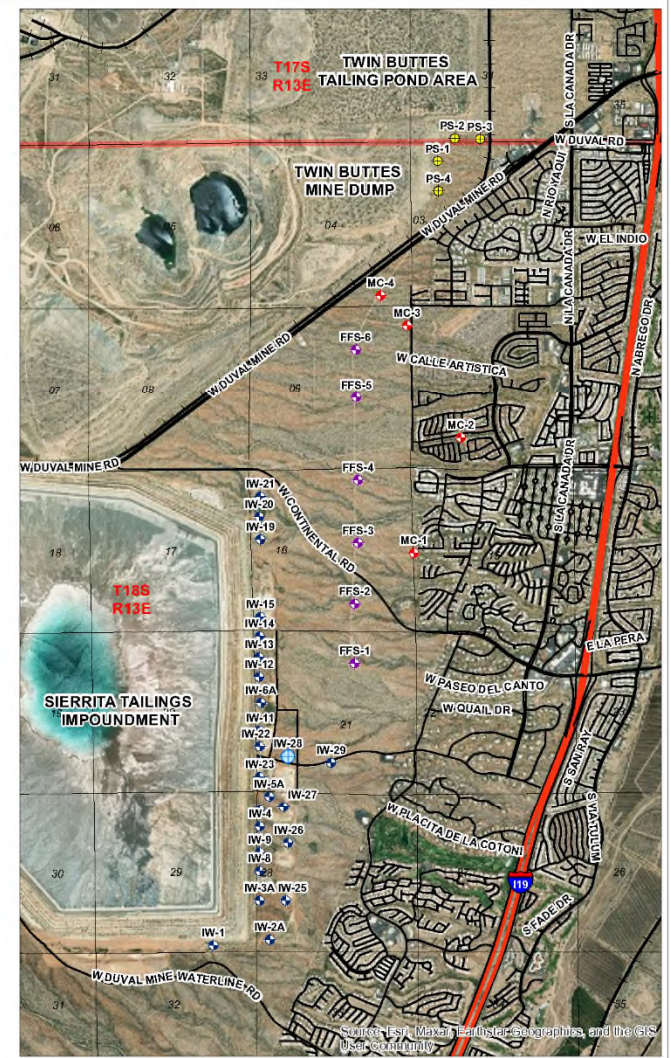 31
32
33
T17S
R13E
TWIN BUTTES
TAILING POND AREA
S LA CANADA DR
35
PS-2
PS-3
W DUVAL RD
PS-1
TWIN BUTTES
MINE DUMP
PS-4
N RIO YAQUI
04
03
W DUVAL MINE RD
W EL INDIO
N LA CANADA DR
MC-4
MC-3
N ABREGO DR
FFS-6
W CALLE ARTISTICA
W DUVAL MINE RD
07
08
09
FFS-5
MC-2
W DUVAL MINE RD
FFS-4
S LA CANADA DR
IW-21
IW-20
W CONTINENTAL RD
IW-19
18
17
16
FFS-3
MC-1
T18S
R13E
FFS-2
IW-15
IW-14
E LA PERA
IW-13
FFS-1
IW-12
W PASEO DEL CANTO
IW-6A
SIERRITA TAILINGS
IMPOUNDMENT
W QUAIL DR
IW-11
21
IW-22
IW-28
IW-29
S SAN RAY
IW-23
IW-5A
IW-27
S VIA TULUM
IW-4
W PLACITA DE LA COTONI
IW-26
IW-9
IW-8
30
29
28
26
I19
IW-3A
IW-25
S FADE DR
IW-1
IW-2A
W DUVAL MINE WATERLINE RD
31
32
33
35
Source: Esri, Maxar, Earthstar Geographics, and the GIS
User Community